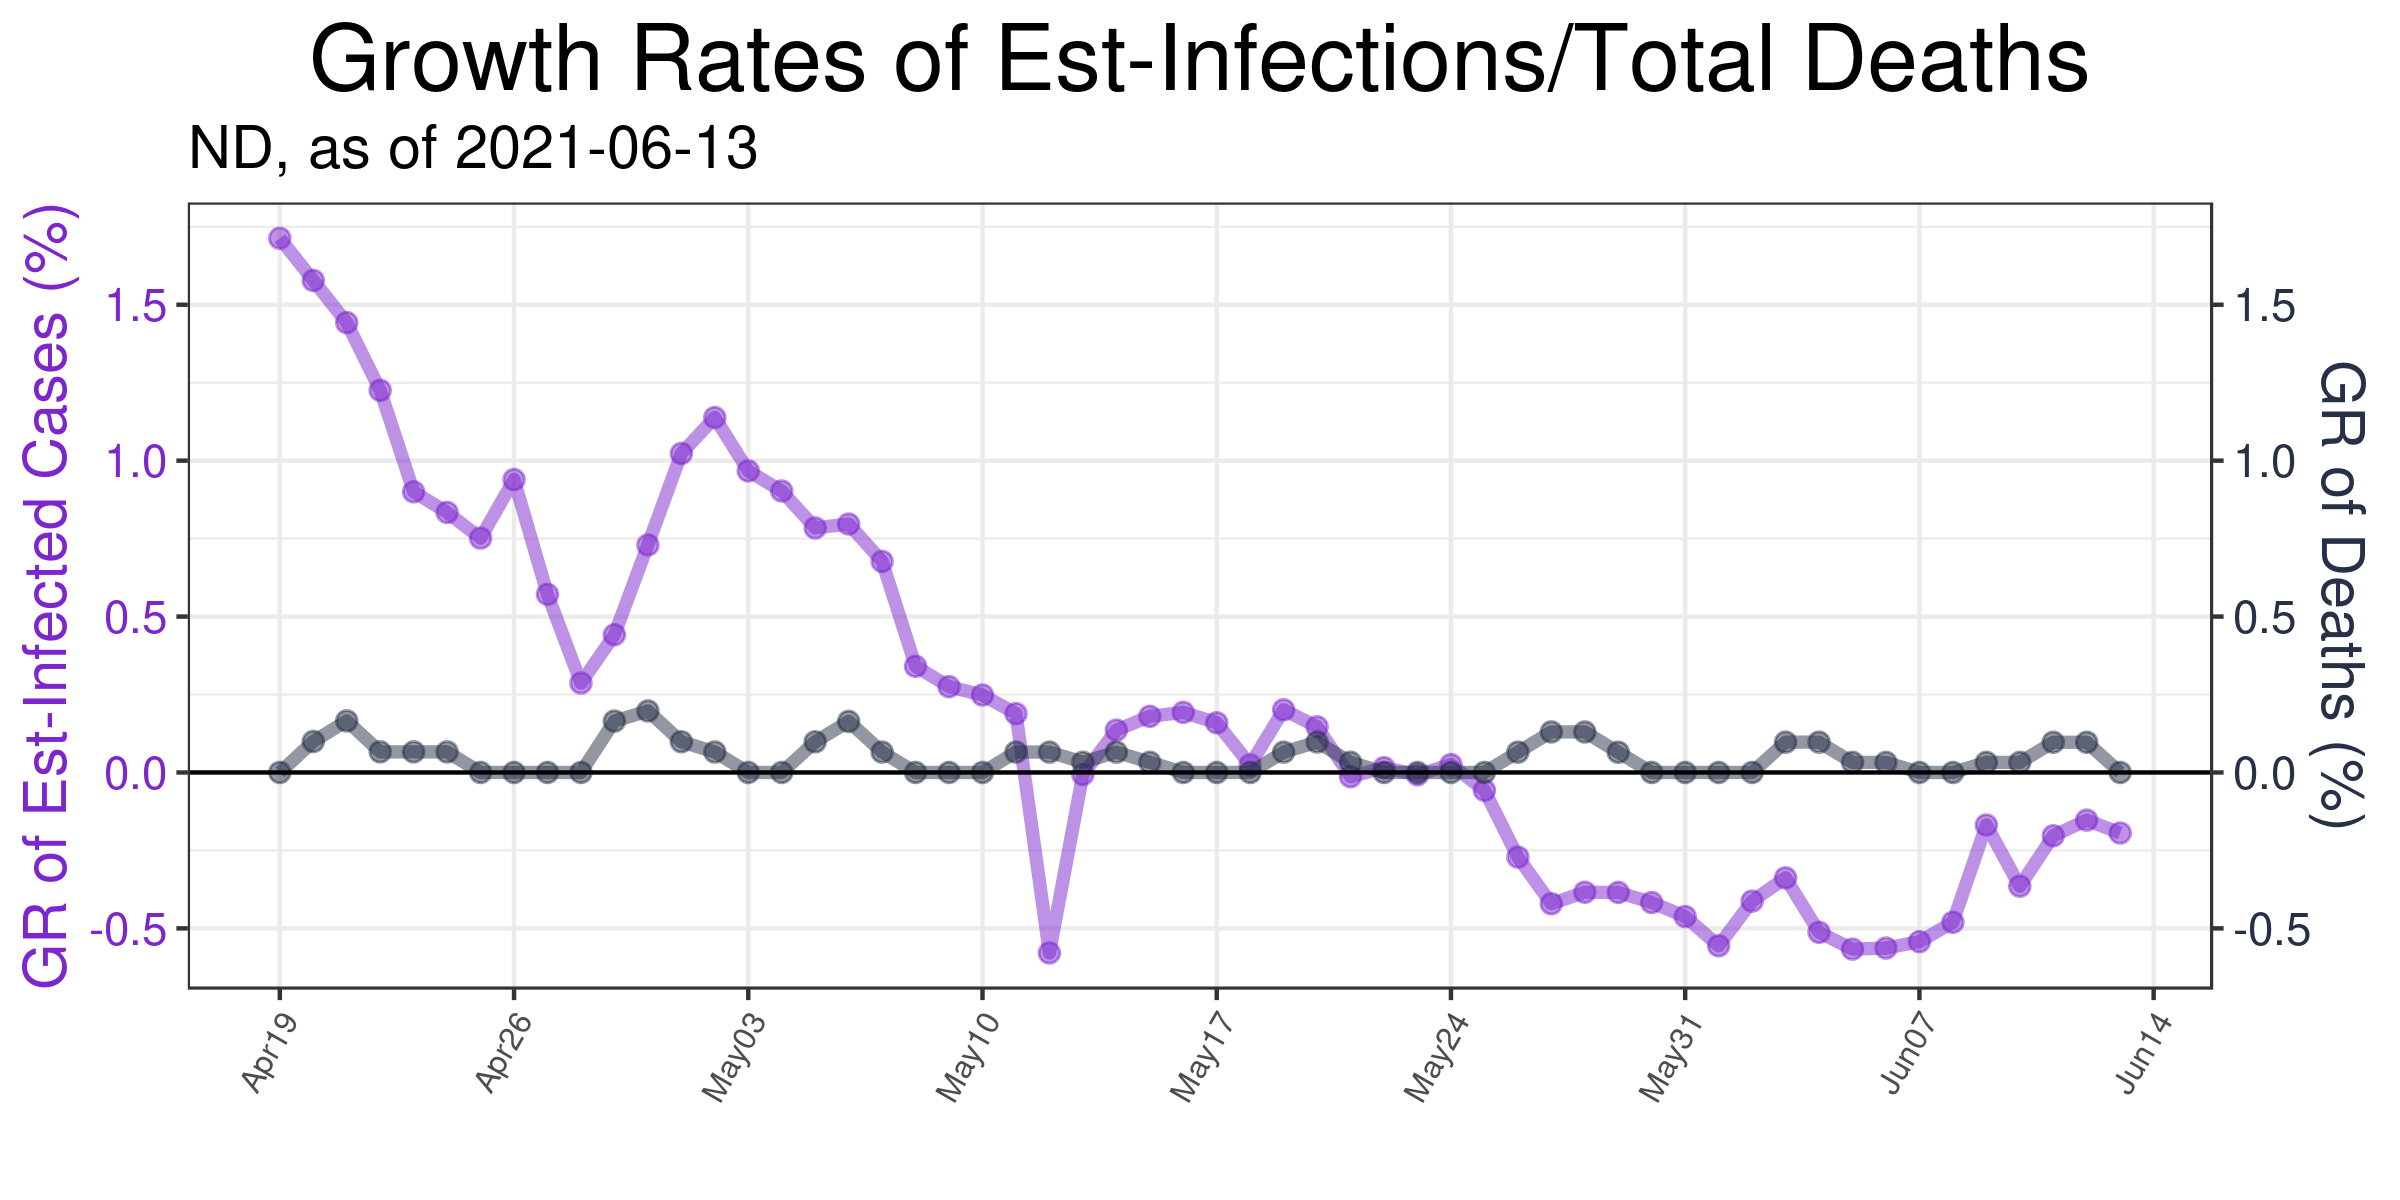 Growth Rates of Est-Infections/Total Deaths
ND, as of 2021-06-13
GR of Est-Infected Cases (%)
1.5
1.0
0.5
0.0
-0.5
1.5
1.0
0.5
0.0
-0.5
GR of Deaths (%)
Apr19
Apr26
May03
May10
May17
May24
May31
Jun07
Jun14